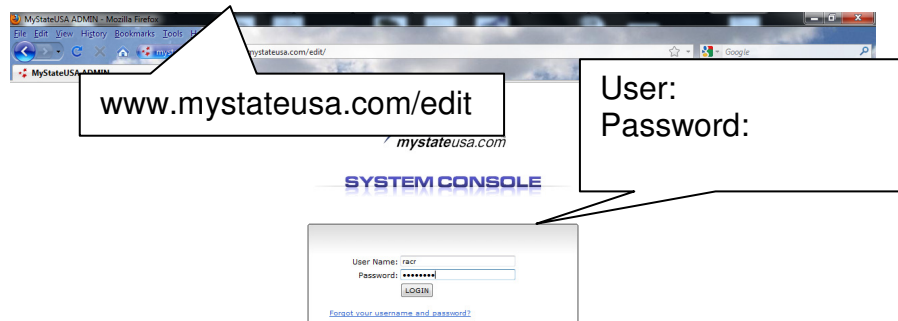 MyStateUSA ADMIN - Mozilla Firefox
File Edit View History Bookmarks Tools
mystateusa.com/edit/
Google
MyStateUSA ADMIN
www.mystateusa.com/edit
User:
Password:
mystateusa.com
SYSTEM CONSOLE
User Name: racr
Password: ••••••••
LOGIN
Forgot your username and password?